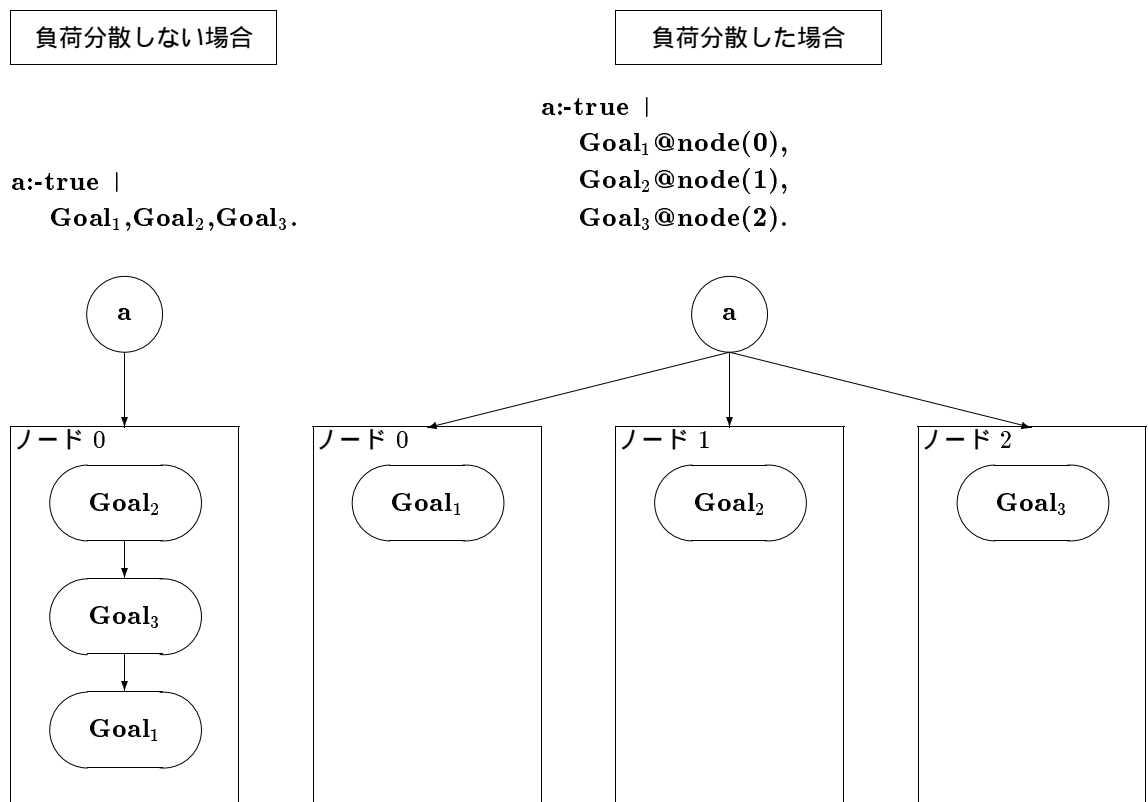 負荷分散しない場合
a:-true |
Goal₁,Goal₂,Goal₃.
負荷分散した場合
a:-true |
Goal₁@node(0),
Goal₂@node(1),
Goal₃@node(2).
a
ノード 0
Goal₂
Goal₃
Goal₁
a
ノード 0
Goal₁
ノード 1
Goal₂
ノード 2
Goal₃